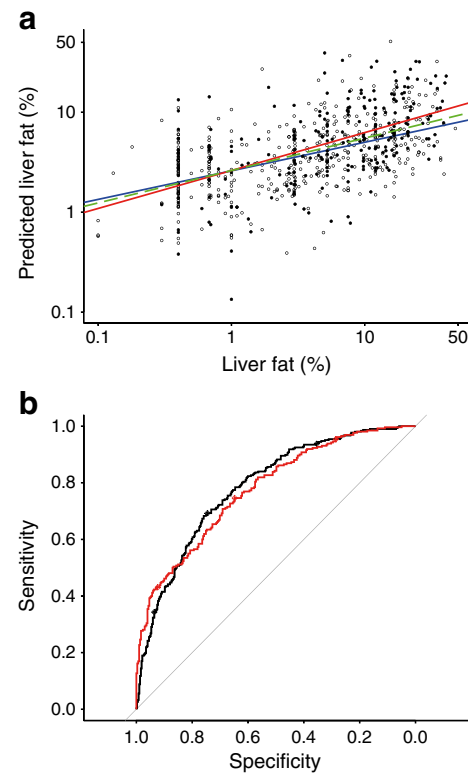 a
50
10
1
0.1
Predicted liver fat (%)
0.1 1 10 50
Liver fat (%)
b
1.0
0.8
0.6
0.4
0.2
0.0
Sensitivity
1.0 0.8 0.6 0.4 0.2 0.0
Specificity